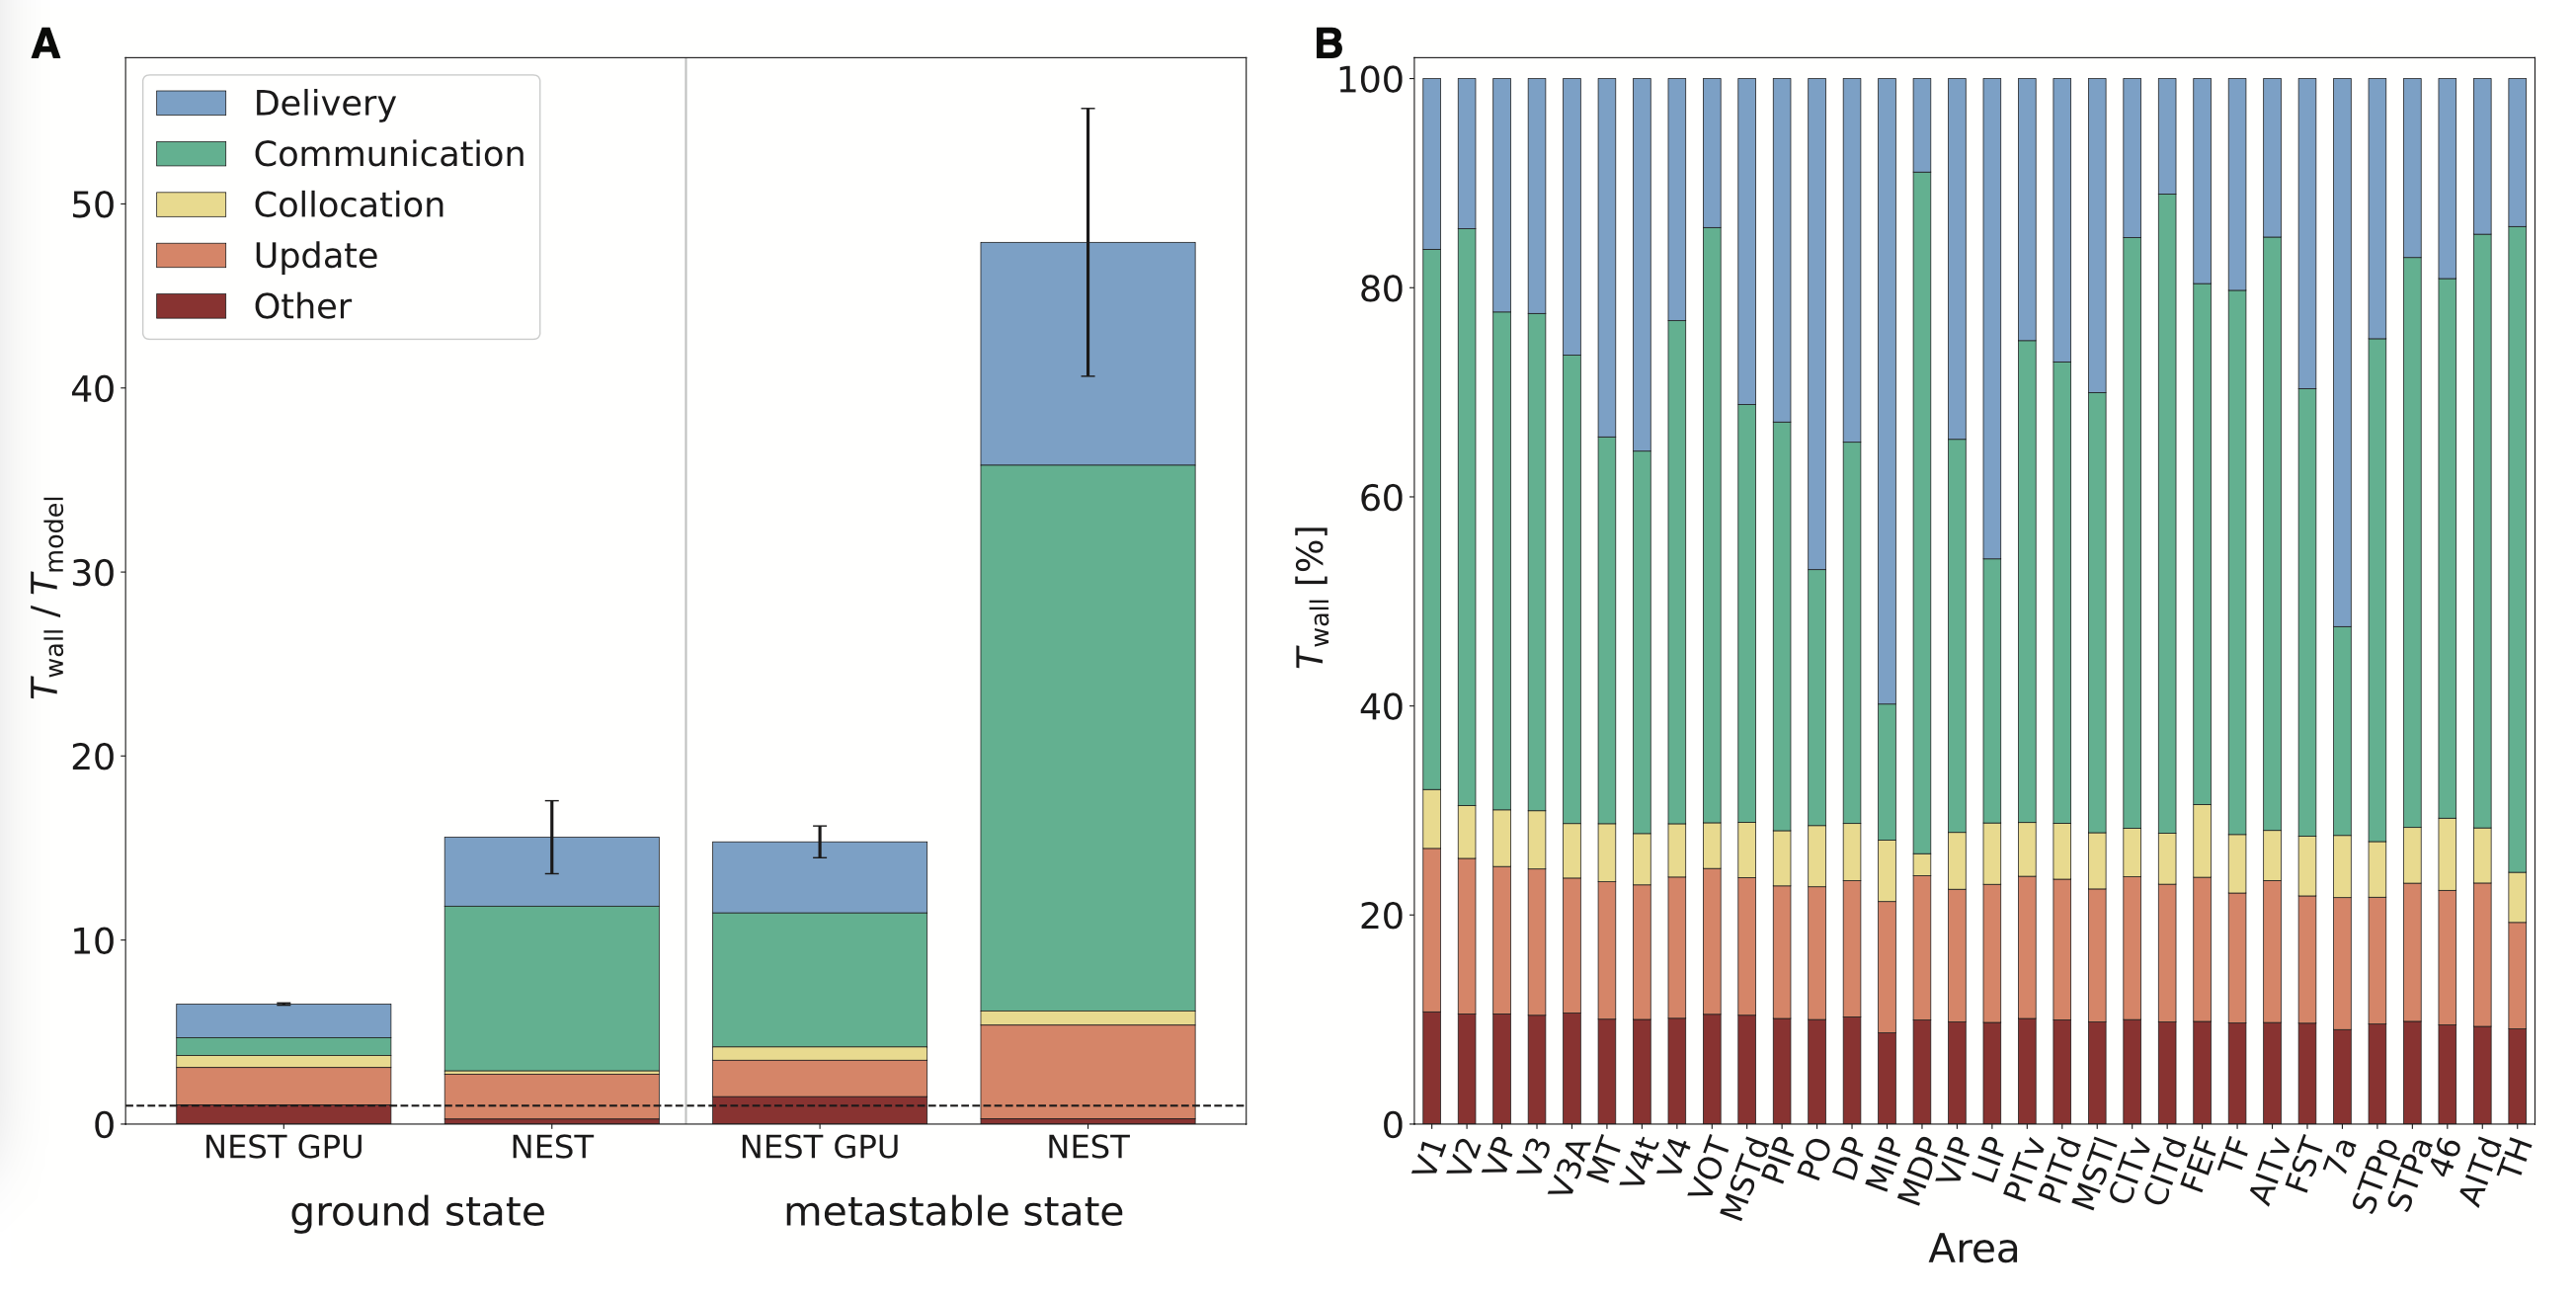 A
Delivery
Communication
Collocation
Update
Other
50
40
30
20
10
0
T_wall / T_model
NEST GPU
NEST
NEST GPU
NEST
ground state
metastable state
B
100
80
60
40
20
0
T_wall [%]
V1
V2
VP
V3
V3A
MT
V4t
V4
VOT
MSTd
PIP
PO
DP
MIP
MDP
VIP
LIP
PITv
PITd
MSTl
CITv
CITd
FEF
TF
AITv
FST
7a
STPp
STPa
46
AITd
TH
Area